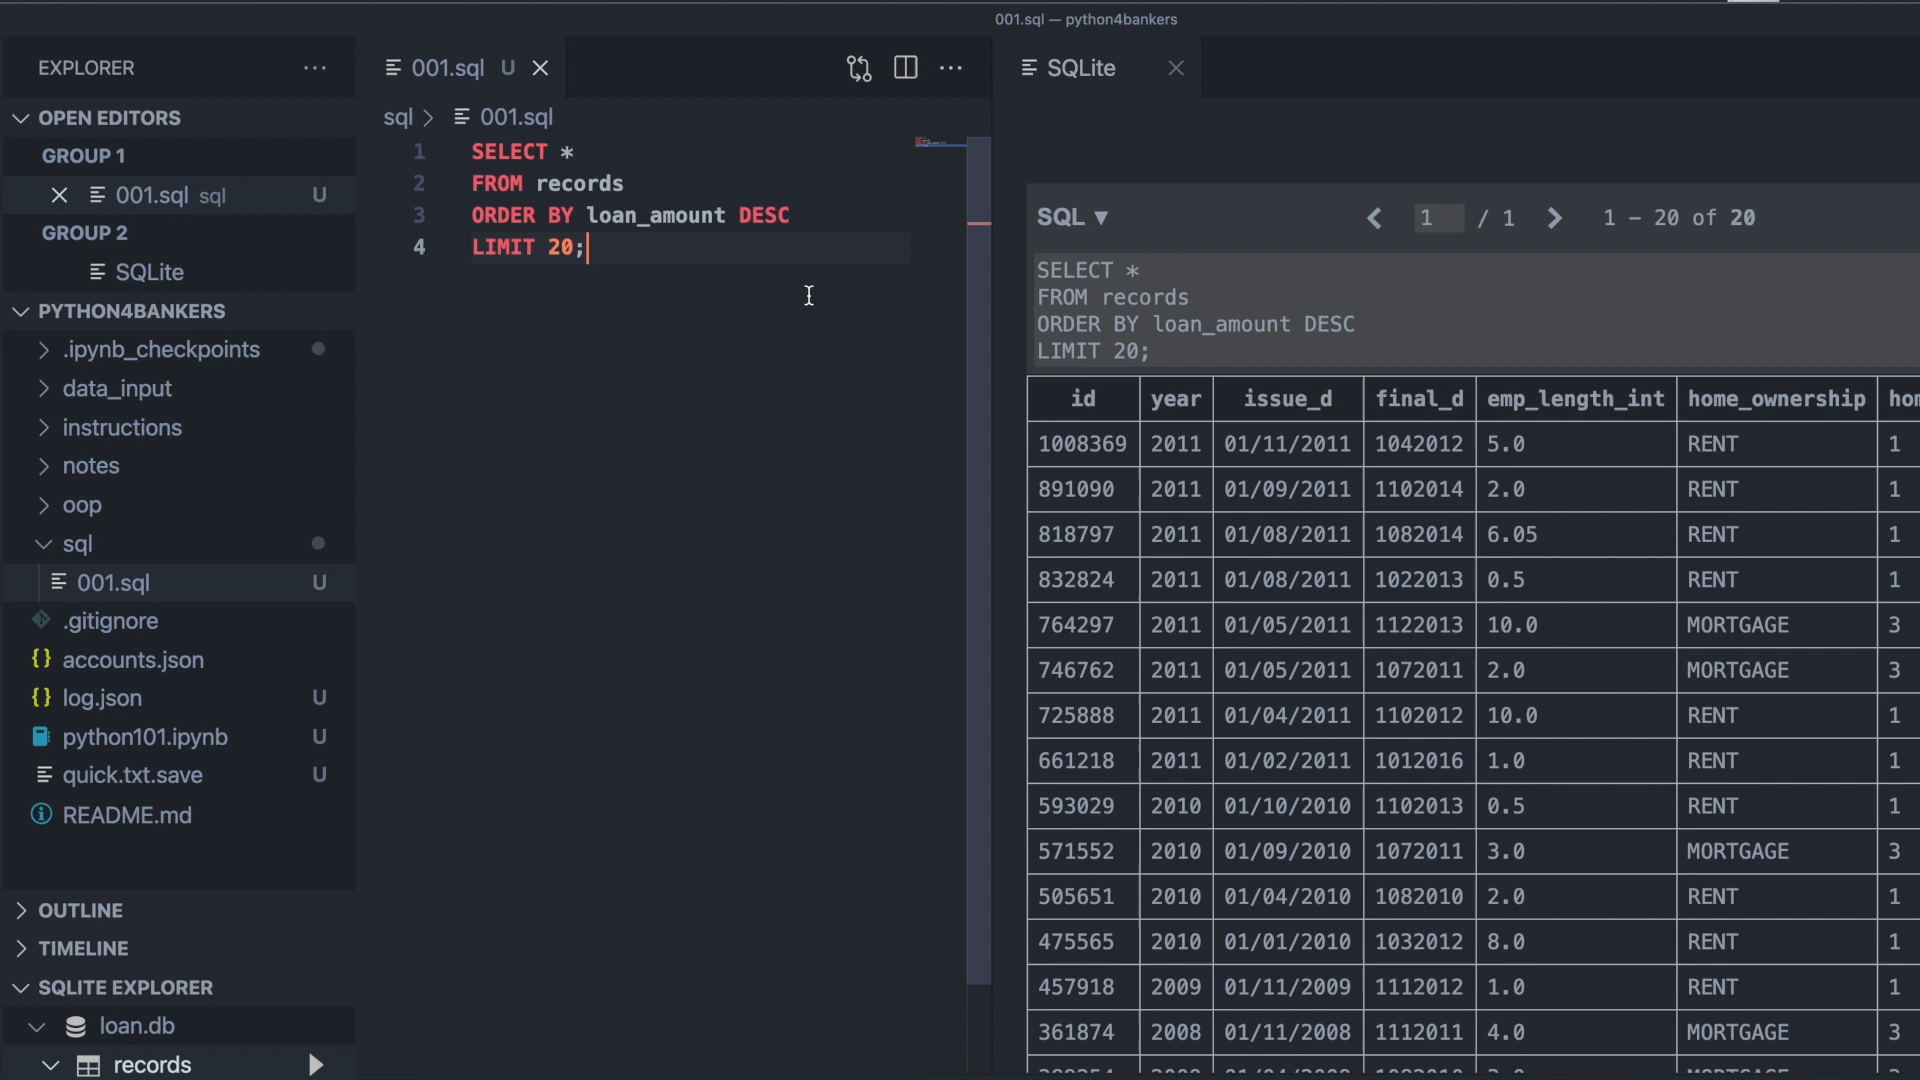 001.sql — python4bankers
EXPLORER ···
OPEN EDITORS
GROUP 1
001.sql sql U
GROUP 2
SQLite
PYTHON4BANKERS
.ipynb_checkpoints
data_input
instructions
notes
oop
sql
001.sql U
.gitignore
accounts.json
log.json U
python101.ipynb U
quick.txt.save U
README.md
OUTLINE
TIMELINE
SQLITE EXPLORER
loan.db
records
001.sql U
sql > 001.sql
1 SELECT *
2 FROM records
3 ORDER BY loan_amount DESC
4 LIMIT 20;
SQLite
SQL ▼ < 1 / 1 > 1 – 20 of 20
SELECT *
FROM records
ORDER BY loan_amount DESC
LIMIT 20;
id year issue_d final_d emp_length_int home_ownership
1008369 2011 01/11/2011 1042012 5.0 RENT 1
891090 2011 01/09/2011 1102014 2.0 RENT 1
818797 2011 01/08/2011 1082014 6.05 RENT 1
832824 2011 01/08/2011 1022013 0.5 RENT 1
764297 2011 01/05/2011 1122013 10.0 MORTGAGE 3
746762 2011 01/05/2011 1072011 2.0 MORTGAGE 3
725888 2011 01/04/2011 1102012 10.0 RENT 1
661218 2011 01/02/2011 1012016 1.0 RENT 1
593029 2010 01/10/2010 1102013 0.5 RENT 1
571552 2010 01/09/2010 1072011 3.0 MORTGAGE 3
505651 2010 01/04/2010 1082010 2.0 RENT 1
475565 2010 01/01/2010 1032012 8.0 RENT 1
457918 2009 01/11/2009 1112012 1.0 RENT 1
361874 2008 01/11/2008 1112011 4.0 MORTGAGE 3